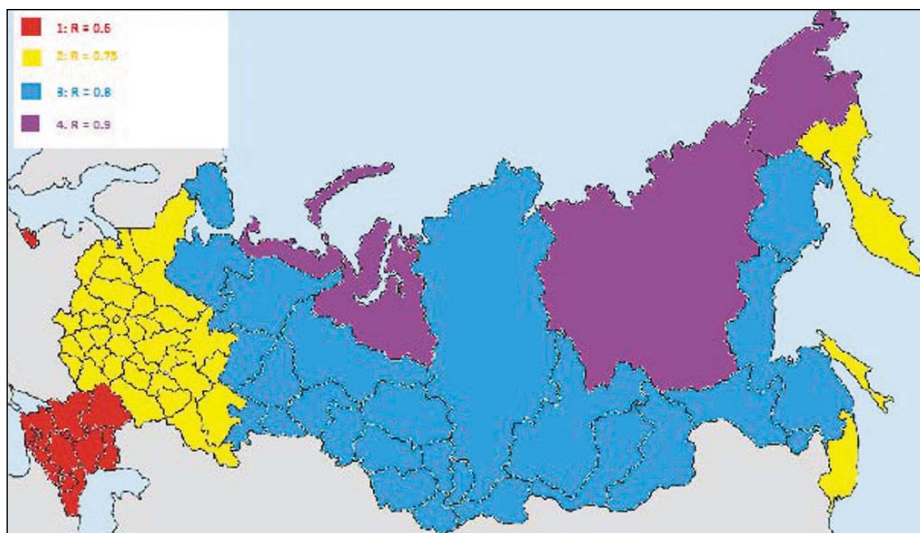 1: R = 0.6
2: R = 0.75
3: R = 0.8
4. R = 0.9